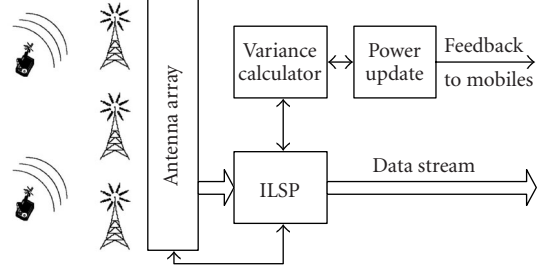 Antenna array
Variance
calculator
Power
update
Feedback
to mobiles
ILSP
Data stream